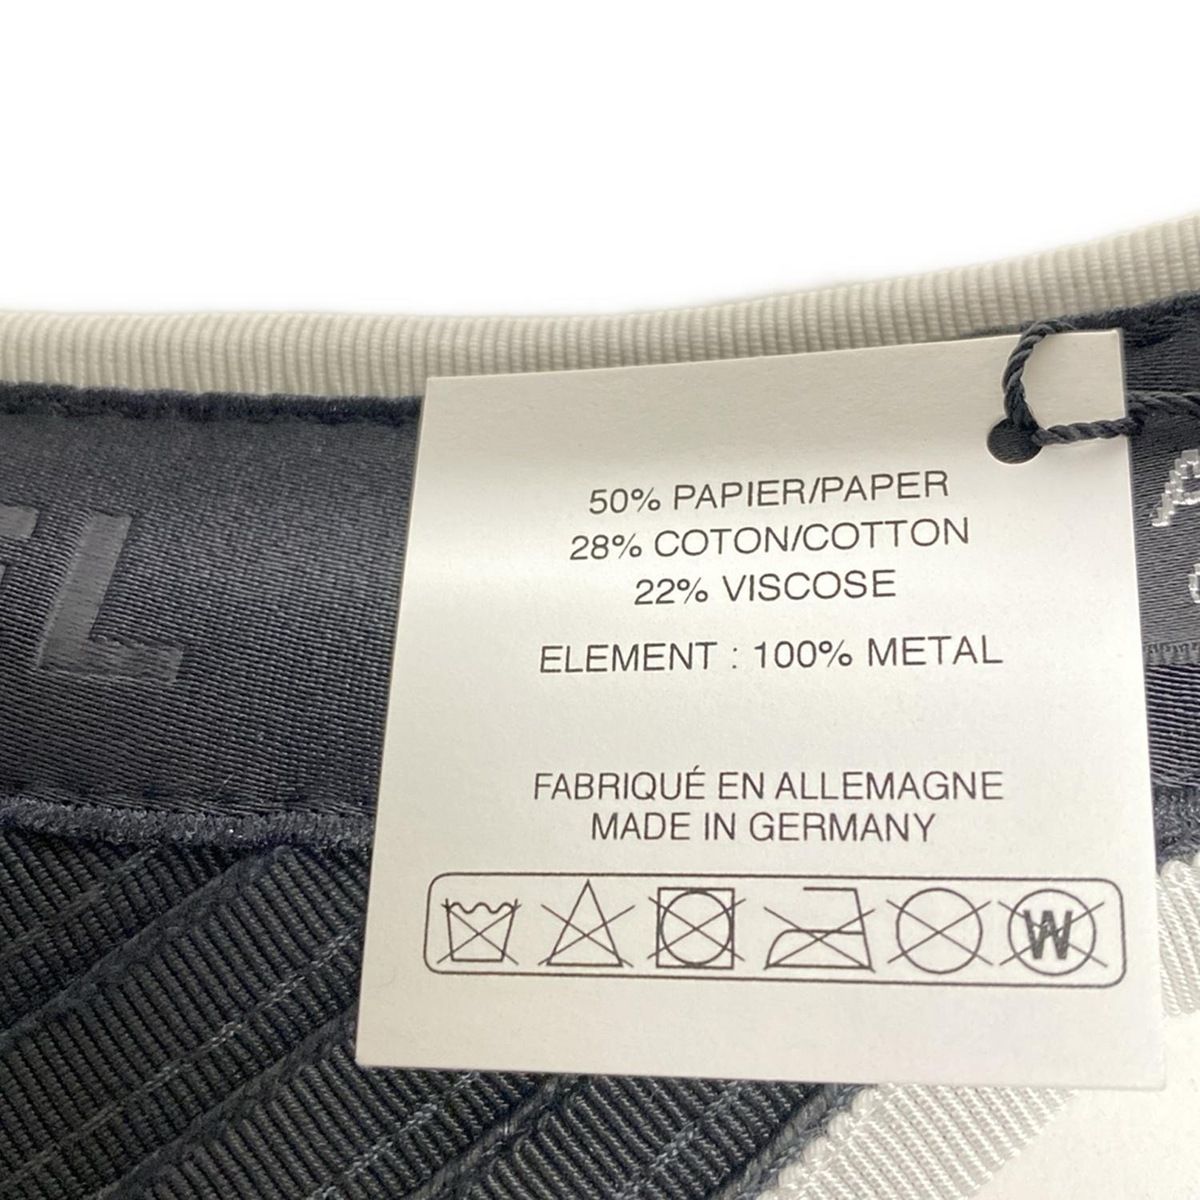 50% PAPIER/PAPER
28% COTON/COTTON
22% VISCOSE
ELEMENT : 100% METAL
FABRIQUÉ EN ALLEMAGNE
MADE IN GERMANY
W